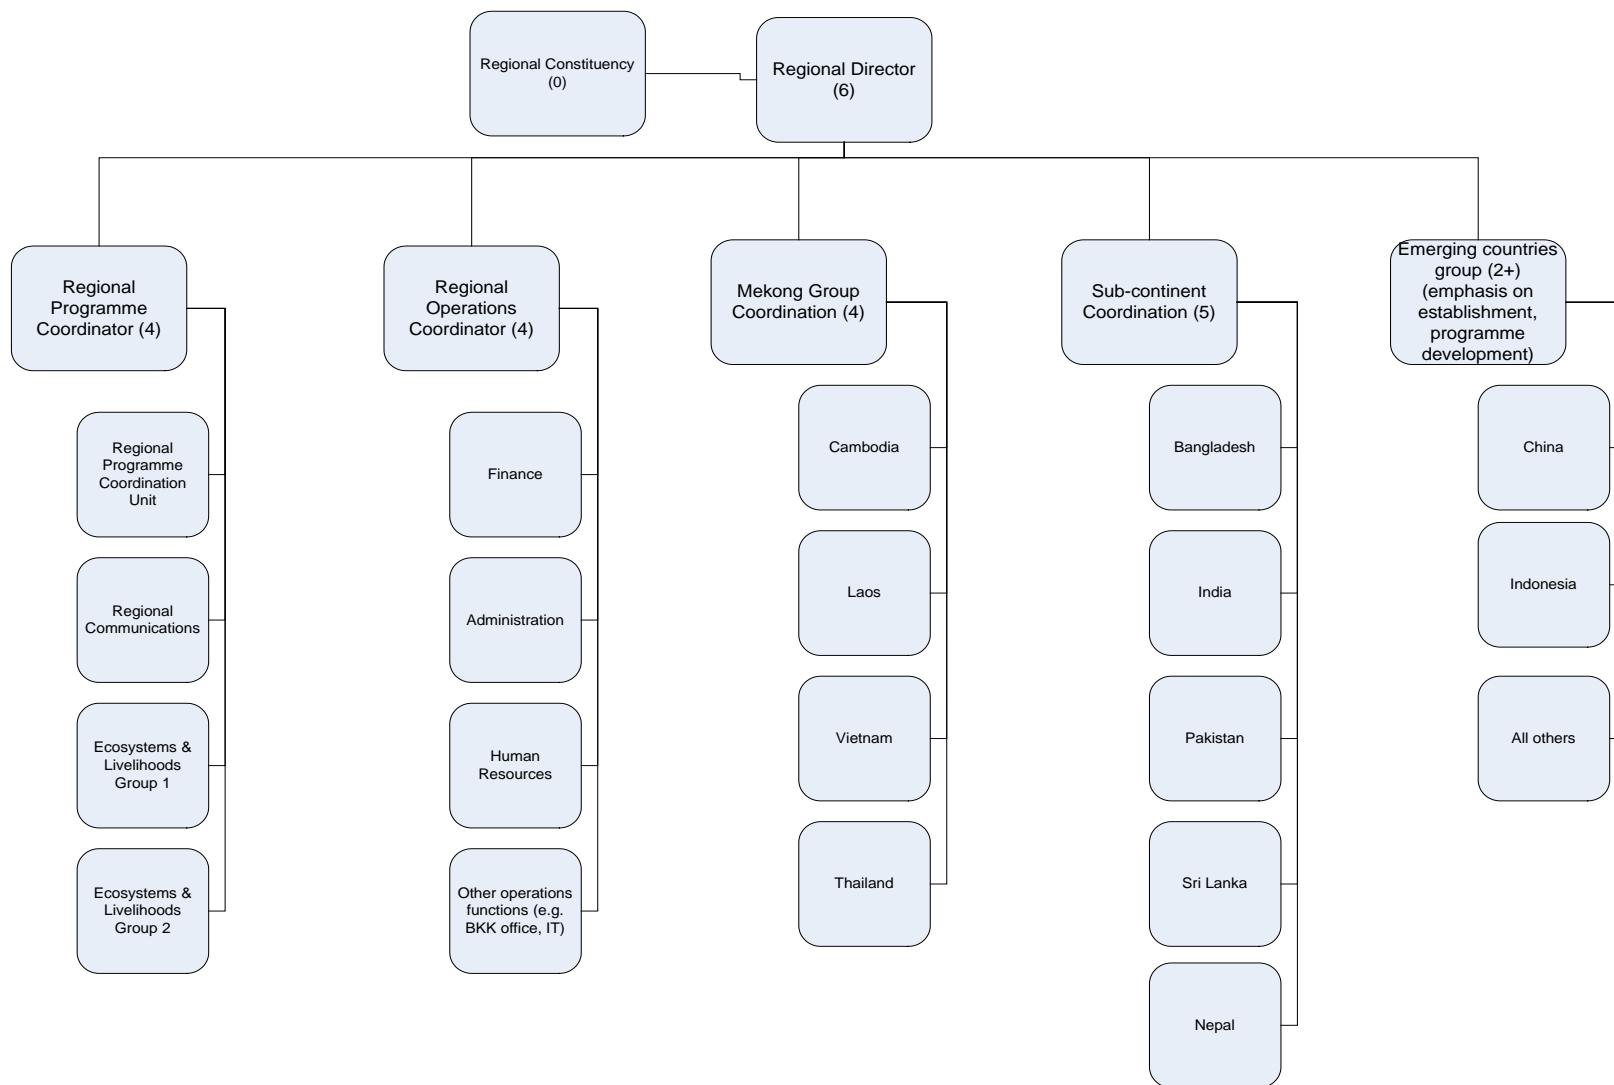 Regional Constituency
(0)
Regional Director
(6)
Regional
Programme
Coordinator (4)
Regional
Operations
Coordinator (4)
Mekong Group
Coordination (4)
Sub-continent
Coordination (5)
Emerging countries
group (2+)
(emphasis on
establishment,
programme
development)
Regional
Programme
Coordination
Unit
Regional
Communications
Ecosystems &
Livelihoods
Group 1
Ecosystems &
Livelihoods
Group 2
Finance
Administration
Human
Resources
Other operations
functions (e.g.
BKK office, IT)
Cambodia
Laos
Vietnam
Thailand
Bangladesh
India
Pakistan
Sri Lanka
Nepal
China
Indonesia
All others